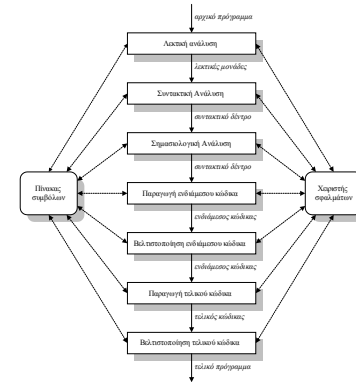 αρχικό πρόγραμμα
Λεκτική ανάλυση
λεκτικές μονάδες
Συντακτική Ανάλυση
συντακτικό δέντρο
Σημασιολογική Ανάλυση
συντακτικό δέντρο
Πίνακας
συμβόλων
Παραγωγή ενδιάμεσου κώδικα
Χειριστής
σφαλμάτων
ενδιάμεσος κώδικας
Βελτιστοποίηση ενδιάμεσου κώδικα
ενδιάμεσος κώδικας
Παραγωγή τελικού κώδικα
τελικός κώδικας
Βελτιστοποίηση τελικού κώδικα
τελικό πρόγραμμα